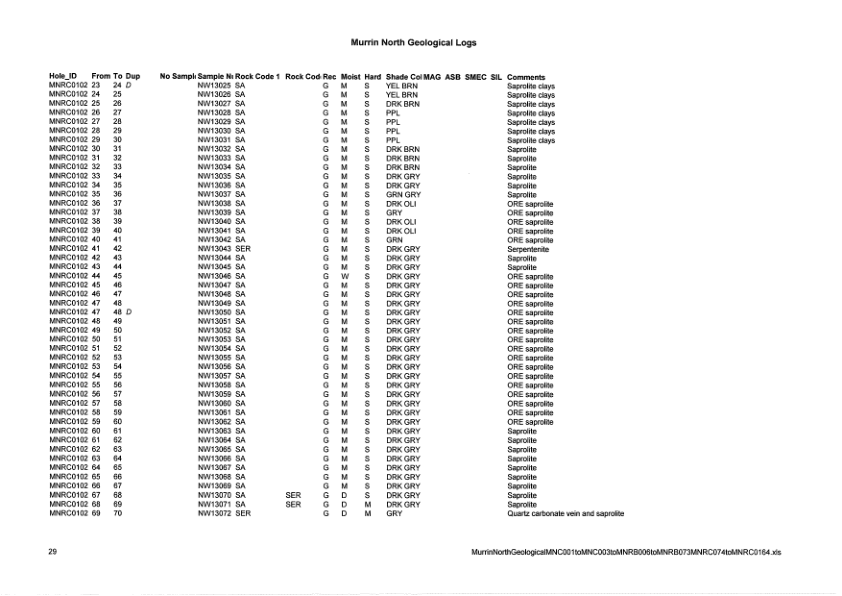 Murrin North Geological Logs
Hole_ID From To Dup No Sampl Sample N Rock Code 1 Rock Cod Rec Moist Hard Shade Col MAG ASB SMEC SIL Comments
MNRC0102 23 24 D NW13025 SA G M S YEL BRN Saprolite clays
MNRC0102 24 25 NW13026 SA G M S YEL BRN Saprolite clays
MNRC0102 25 26 NW13027 SA G M S DRK BRN Saprolite clays
MNRC0102 26 27 NW13028 SA G M S PPL Saprolite clays
MNRC0102 27 28 NW13029 SA G M S PPL Saprolite clays
MNRC0102 28 29 NW13030 SA G M S PPL Saprolite clays
MNRC0102 29 30 NW13031 SA G M S PPL Saprolite clays
MNRC0102 30 31 NW13032 SA G M S DRK BRN Saprolite
MNRC0102 31 32 NW13033 SA G M S DRK BRN Saprolite
MNRC0102 32 33 NW13034 SA G M S DRK BRN Saprolite
MNRC0102 33 34 NW13035 SA G M S DRK GRY Saprolite
MNRC0102 34 35 NW13036 SA G M S DRK GRY Saprolite
MNRC0102 35 36 NW13037 SA G M S GRN GRY Saprolite
MNRC0102 36 37 NW13038 SA G M S DRK OLI ORE saprolite
MNRC0102 37 38 NW13039 SA G M S GRY ORE saprolite
MNRC0102 38 39 NW13040 SA G M S DRK OLI ORE saprolite
MNRC0102 39 40 NW13041 SA G M S DRK OLI ORE saprolite
MNRC0102 40 41 NW13042 SA G M S GRN ORE saprolite
MNRC0102 41 42 NW13043 SER G M S DRK GRY Serpentenite
MNRC0102 42 43 NW13044 SA G M S DRK GRY Saprolite
MNRC0102 43 44 NW13045 SA G M S DRK GRY Saprolite
MNRC0102 44 45 NW13046 SA G W S DRK GRY ORE saprolite
MNRC0102 45 46 NW13047 SA G M S DRK GRY ORE saprolite
MNRC0102 46 47 NW13048 SA G M S DRK GRY ORE saprolite
MNRC0102 47 48 NW13049 SA G M S DRK GRY ORE saprolite
MNRC0102 47 48 D NW13050 SA G M S DRK GRY ORE saprolite
MNRC0102 48 49 NW13051 SA G M S DRK GRY ORE saprolite
MNRC0102 49 50 NW13052 SA G M S DRK GRY ORE saprolite
MNRC0102 50 51 NW13053 SA G M S DRK GRY ORE saprolite
MNRC0102 51 52 NW13054 SA G M S DRK GRY ORE saprolite
MNRC0102 52 53 NW13055 SA G M S DRK GRY ORE saprolite
MNRC0102 53 54 NW13056 SA G M S DRK GRY ORE saprolite
MNRC0102 54 55 NW13057 SA G M S DRK GRY ORE saprolite
MNRC0102 55 56 NW13058 SA G M S DRK GRY ORE saprolite
MNRC0102 56 57 NW13059 SA G M S DRK GRY ORE saprolite
MNRC0102 57 58 NW13060 SA G M S DRK GRY ORE saprolite
MNRC0102 58 59 NW13061 SA G M S DRK GRY ORE saprolite
MNRC0102 59 60 NW13062 SA G M S DRK GRY ORE saprolite
MNRC0102 60 61 NW13063 SA G M S DRK GRY Saprolite
MNRC0102 61 62 NW13064 SA G M S DRK GRY Saprolite
MNRC0102 62 63 NW13065 SA G M S DRK GRY Saprolite
MNRC0102 63 64 NW13066 SA G M S DRK GRY Saprolite
MNRC0102 64 65 NW13067 SA G M S DRK GRY Saprolite
MNRC0102 65 66 NW13068 SA G M S DRK GRY Saprolite
MNRC0102 66 67 NW13069 SA G M S DRK GRY Saprolite
MNRC0102 67 68 NW13070 SA SER G D S DRK GRY Saprolite
MNRC0102 68 69 NW13071 SA SER G D M DRK GRY Saprolite
MNRC0102 69 70 NW13072 SER G D M GRY Quartz carbonate vein and saprolite
29 MurrinNorthGeologicalMNC001toMNC003toMNRB006toMNRB073MNRC074toMNRC0164.xls